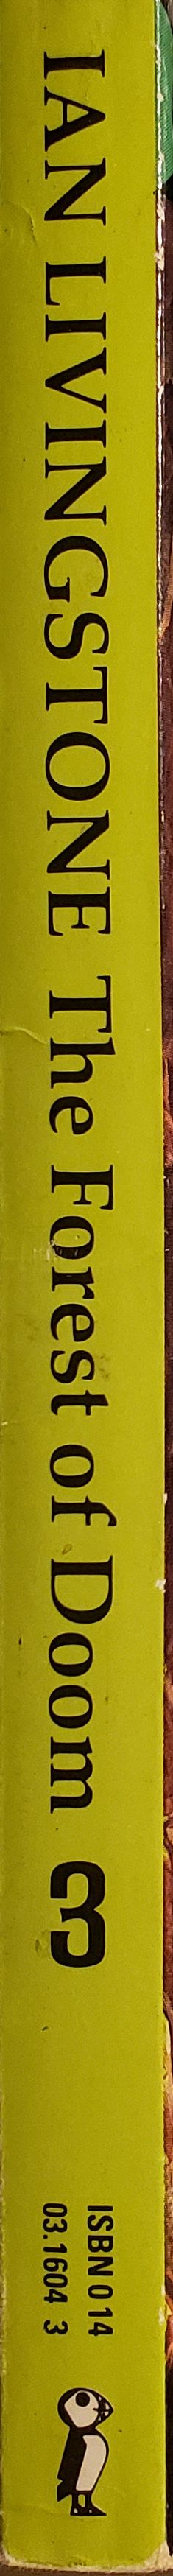 IAN LIVINGSTONE The Forest of Doom 3
ISBN 0 14
03.1604 3